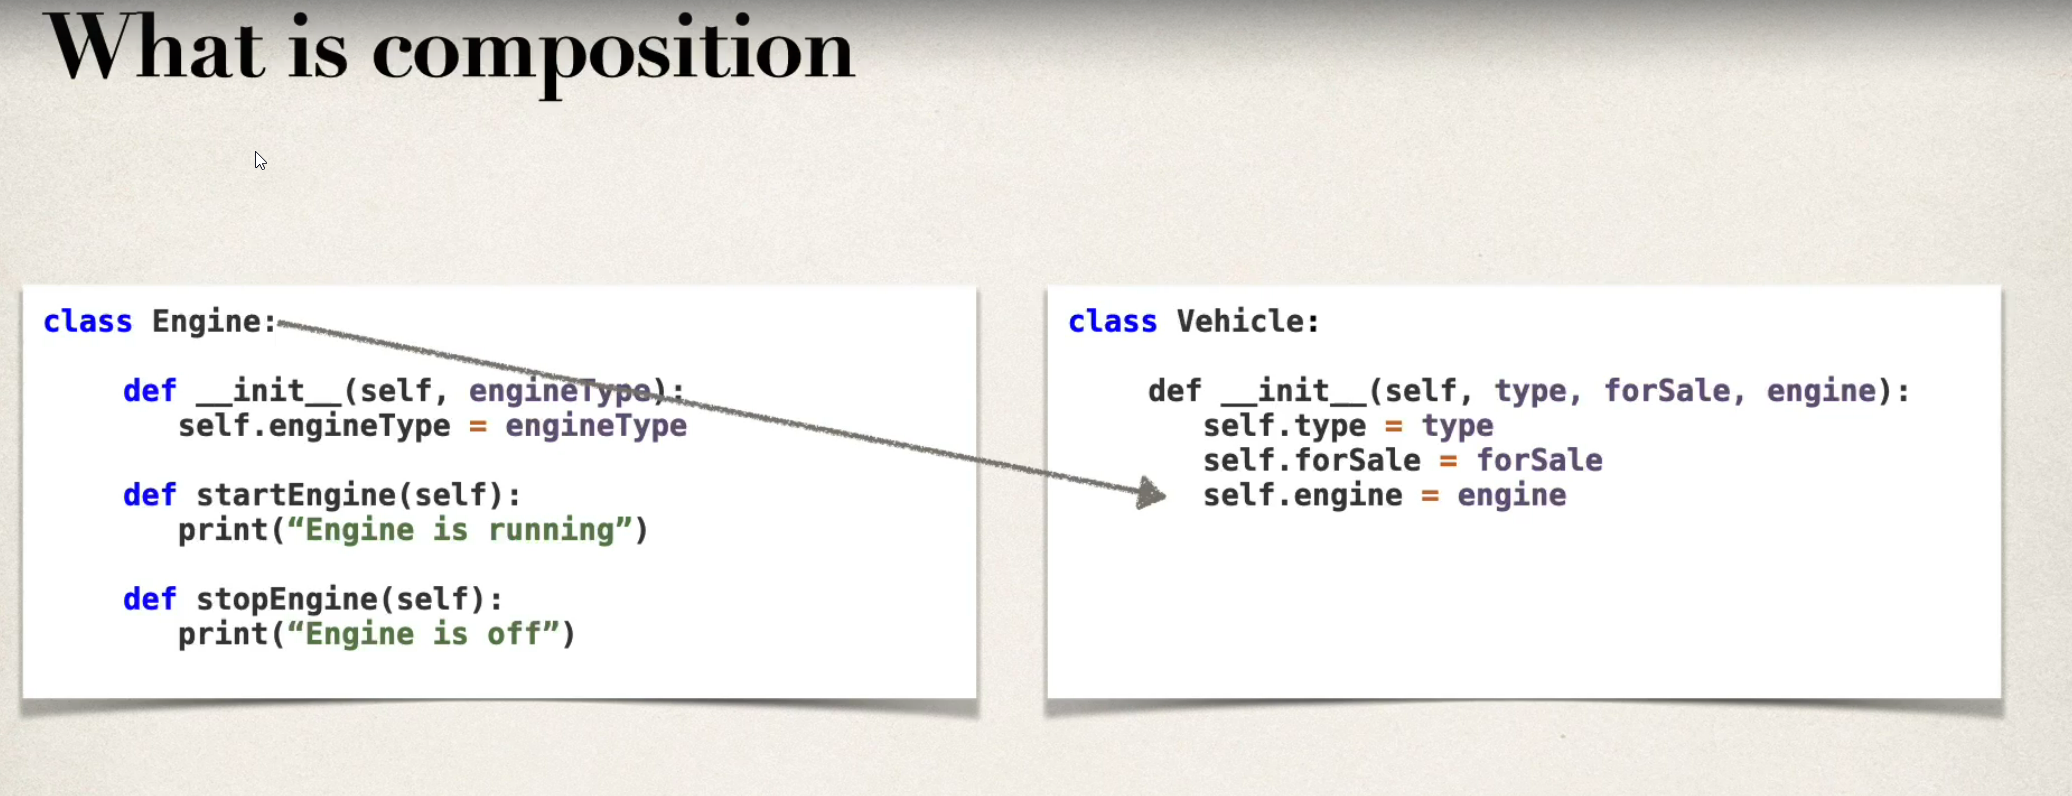 What is composition
class Engine:
def __init__(self, engineType):
self.engineType = engineType
def startEngine(self):
print(“Engine is running”)
def stopEngine(self):
print(“Engine is off”)
class Vehicle:
def __init__(self, type, forSale, engine):
self.type = type
self.forSale = forSale
self.engine = engine